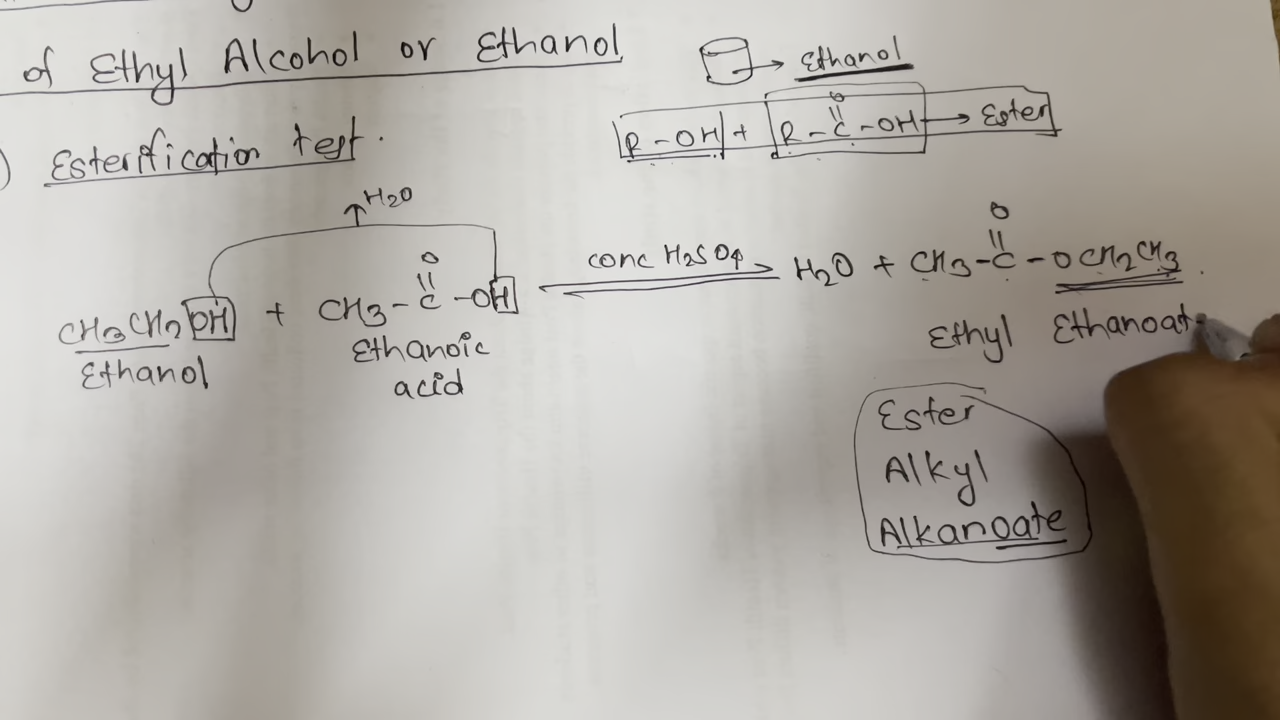 of Ethyl Alcohol or Ethanol
→ Ethanol
R-OH + R-C-OH → Ester
O
) Esterification test.
↑H2O
CH3CH2OH + CH3-C-OH conc H2SO4 H2O + CH3-C-OCH2CH3
O
O
Ethanol
Ethanoic
acid
Ethyl Ethanoat
Ester
Alkyl
Alkanoate